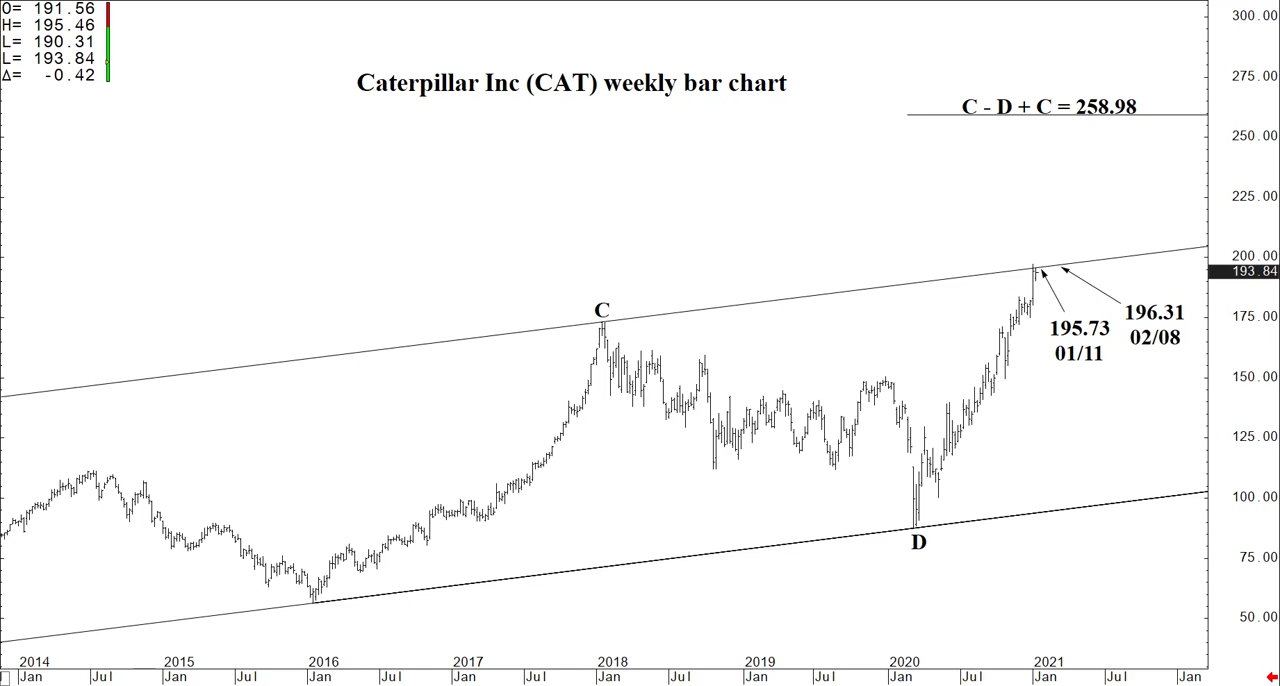 O= 191.56
H= 195.46
L= 190.31
L= 193.84
Δ= -0.42
Caterpillar Inc (CAT) weekly bar chart
C - D + C = 258.98
300.00
275.00
250.00
225.00
200.00
193.84
175.00
150.00
125.00
100.00
75.00
50.00
C
D
195.73
01/11
196.31
02/08
2014 2015 2016 2017 2018 2019 2020 2021
Jan Jul Jan Jul Jan Jul Jan Jul Jan Jul Jan Jul Jan Jul Jan Jul Jan